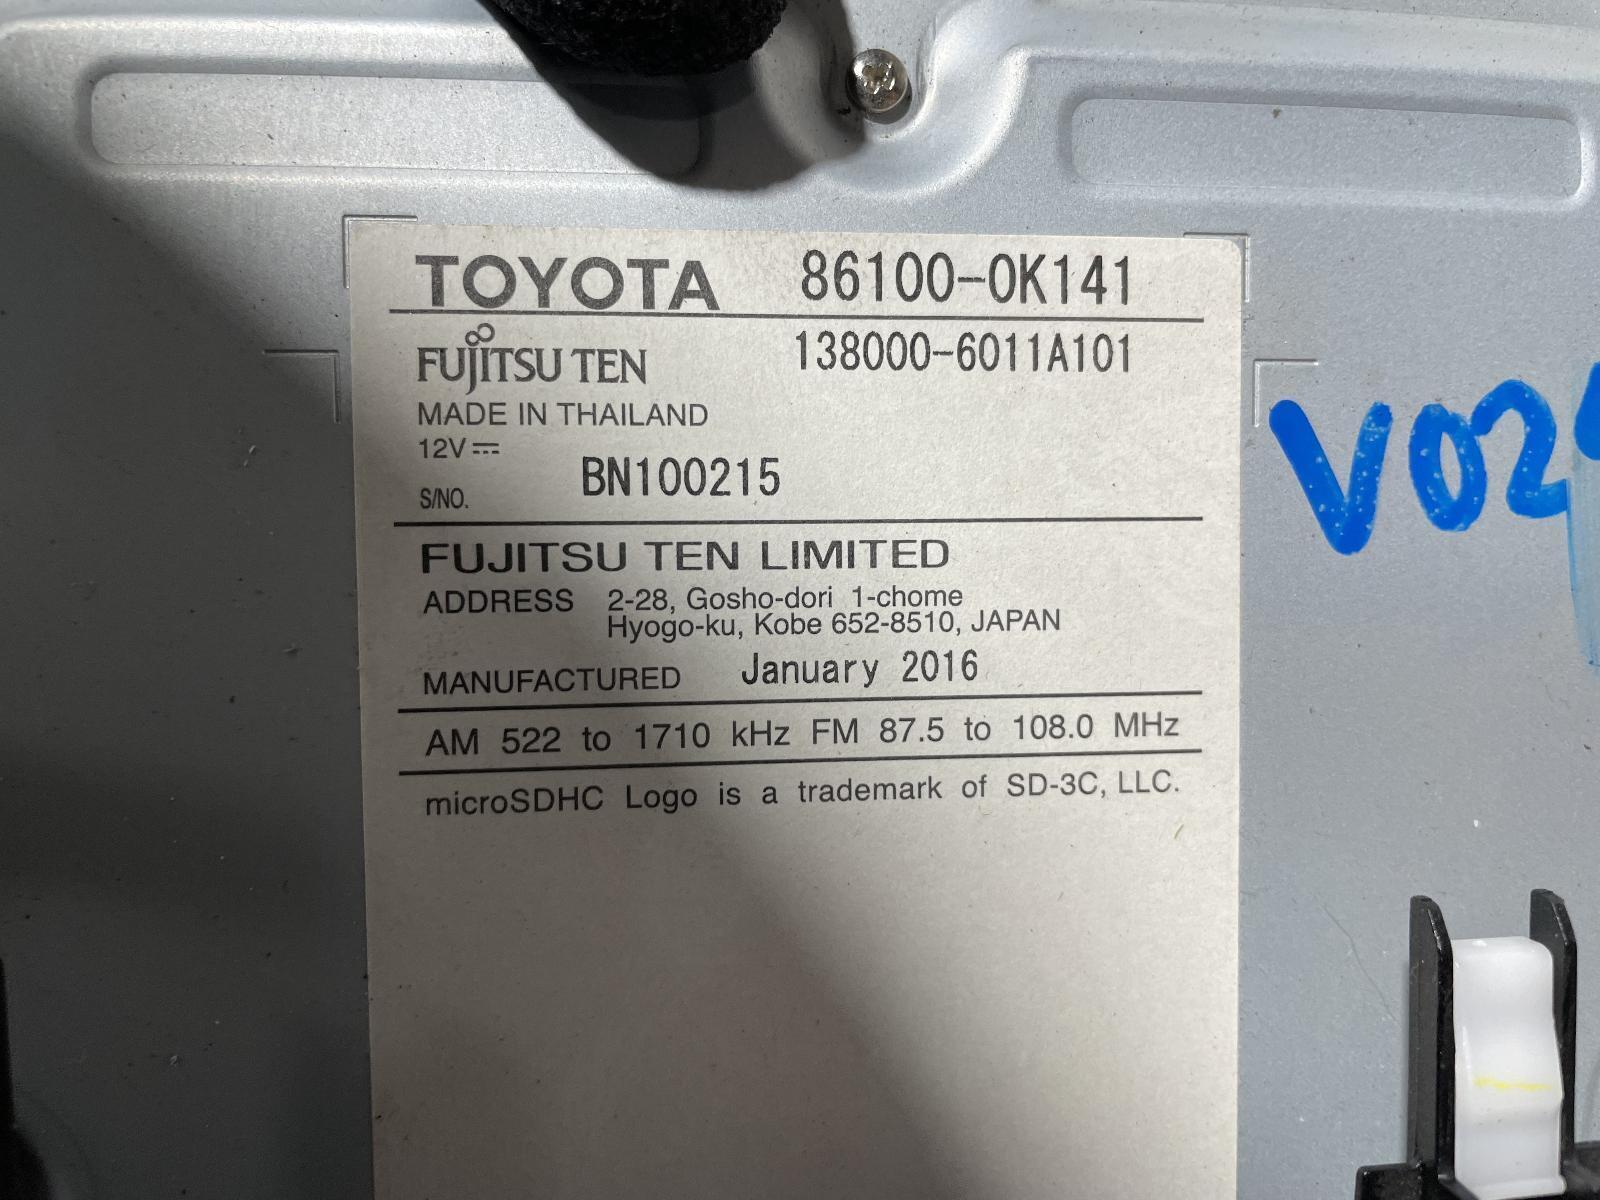 TOYOTA 86100-0K141
FUJITSU TEN 138000-6011A101
MADE IN THAILAND
12V
S/NO. BN100215
FUJITSU TEN LIMITED
ADDRESS 2-28, Gosho-dori 1-chome
Hyogo-ku, Kobe 652-8510, JAPAN
MANUFACTURED January 2016
AM 522 to 1710 kHz FM 87.5 to 108.0 MHz
microSDHC Logo is a trademark of SD-3C, LLC.